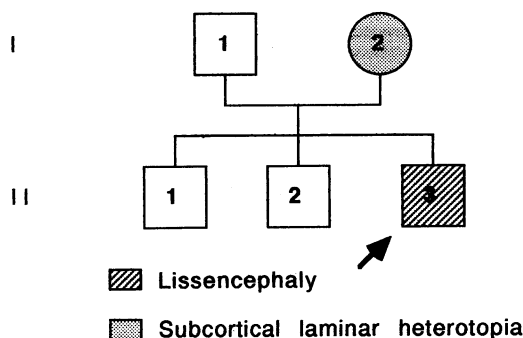 I
1 2
II
1 2 3
Lissencephaly
Subcortical laminar heterotopia